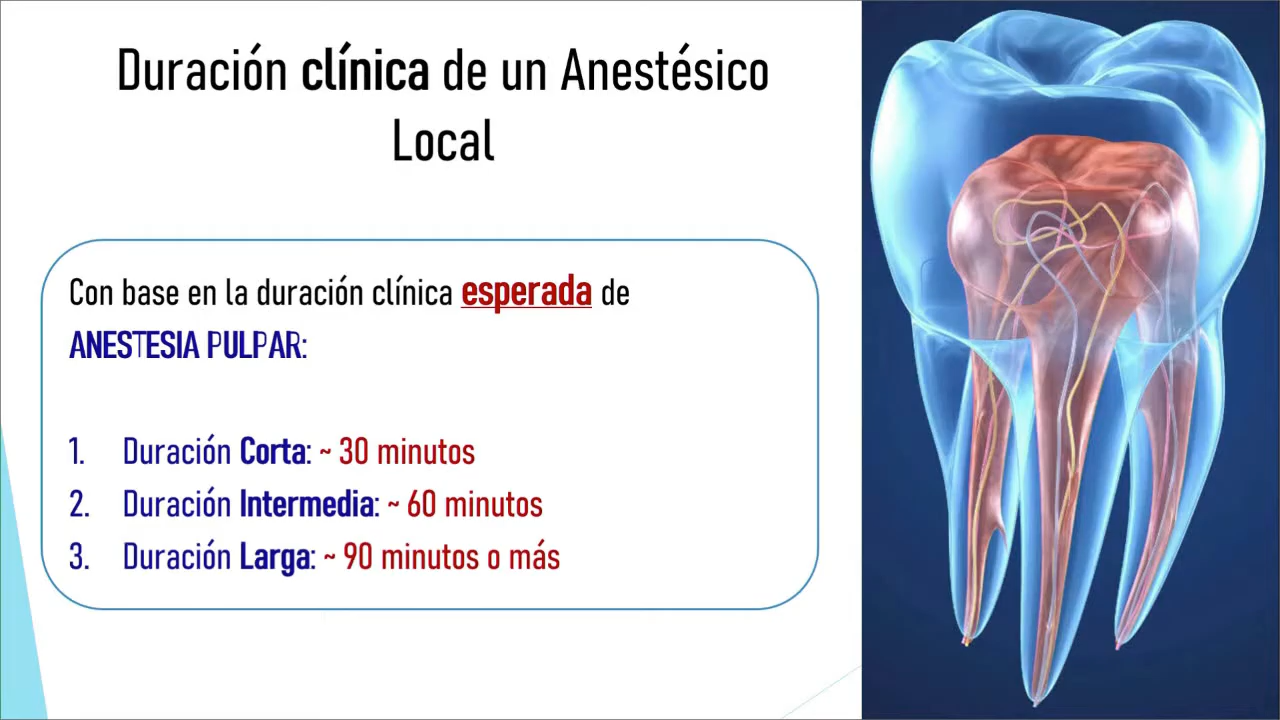 Duración clínica de un Anestésico
Local
Con base en la duración clínica esperada de
ANESTESIA PULPAR:
1. Duración Corta: ~ 30 minutos
2. Duración Intermedia: ~ 60 minutos
3. Duración Larga: ~ 90 minutos o más